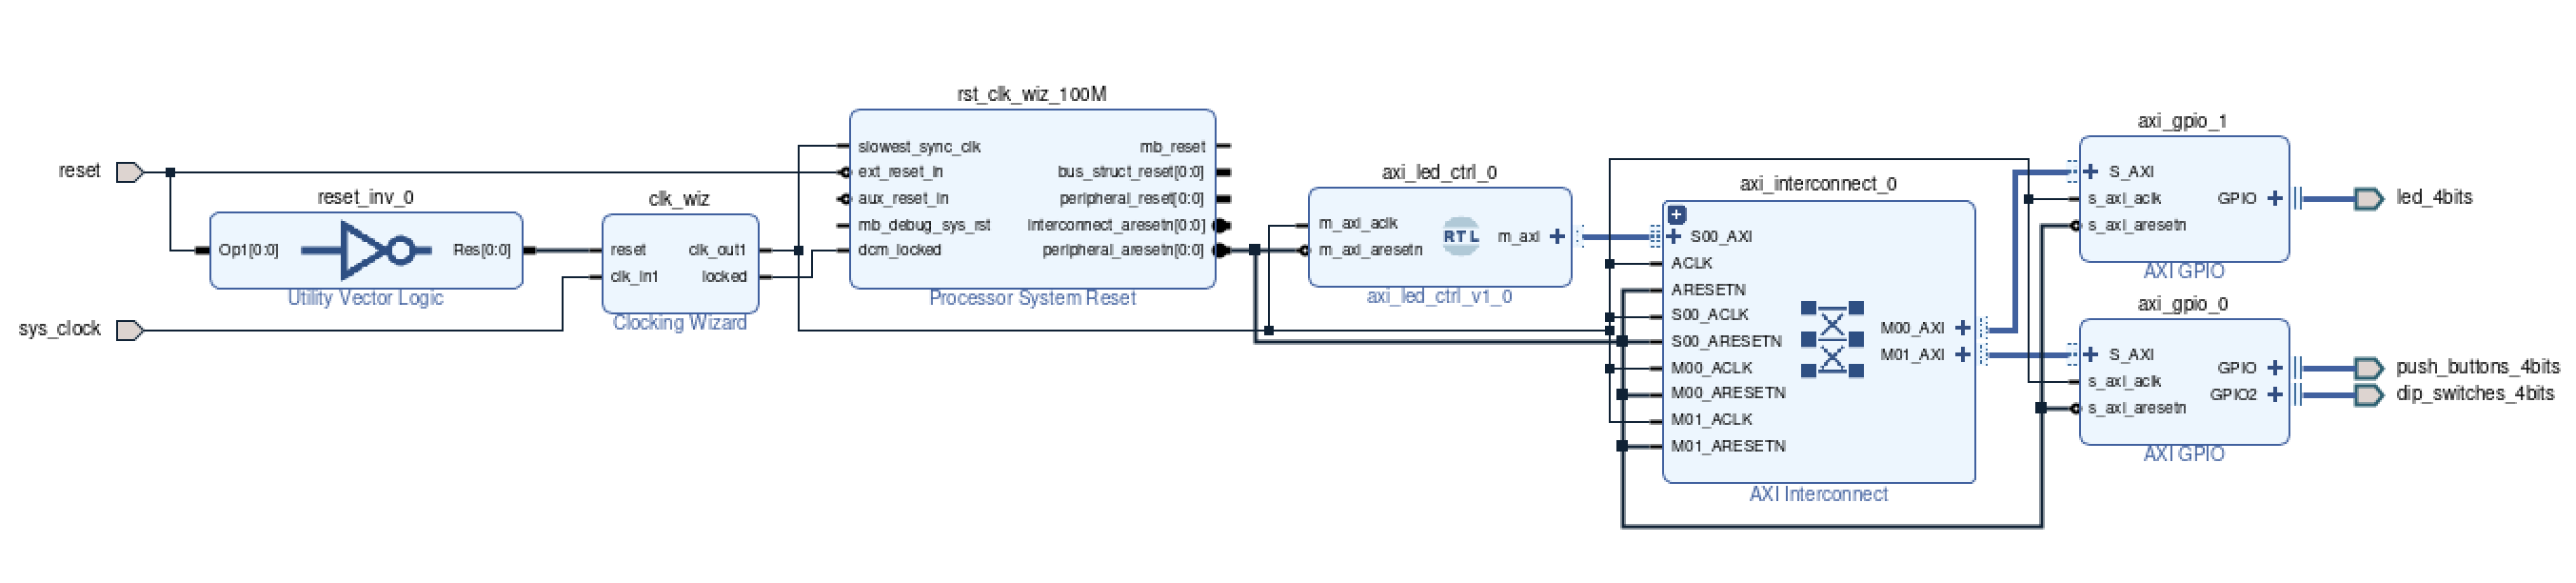 reset
sys_clock
reset_inv_0
Op1[0:0]
Res[0:0]
Utility Vector Logic
clk_wiz
reset
clk_in1
clk_out1
locked
Clocking Wizard
rst_clk_wiz_100M
slowest_sync_clk
ext_reset_in
aux_reset_in
mb_debug_sys_rst
dcm_locked
mb_reset
bus_struct_reset[0:0]
peripheral_reset[0:0]
interconnect_aresetn[0:0]
peripheral_aresetn[0:0]
Processor System Reset
axi_led_ctrl_0
m_axi_aclk
m_axi_aresetn
RTL
m_axi
axi_led_ctrl_v1_0
axi_interconnect_0
S00_AXI
ACLK
ARESETN
S00_ACLK
S00_ARESETN
M00_ACLK
M00_ARESETN
M01_ACLK
M01_ARESETN
M00_AXI
M01_AXI
AXI Interconnect
axi_gpio_1
S_AXI
s_axi_aclk
s_axi_aresetn
GPIO
AXI GPIO
led_4bits
axi_gpio_0
S_AXI
s_axi_aclk
s_axi_aresetn
GPIO
GPIO2
AXI GPIO
push_buttons_4bits
dip_switches_4bits